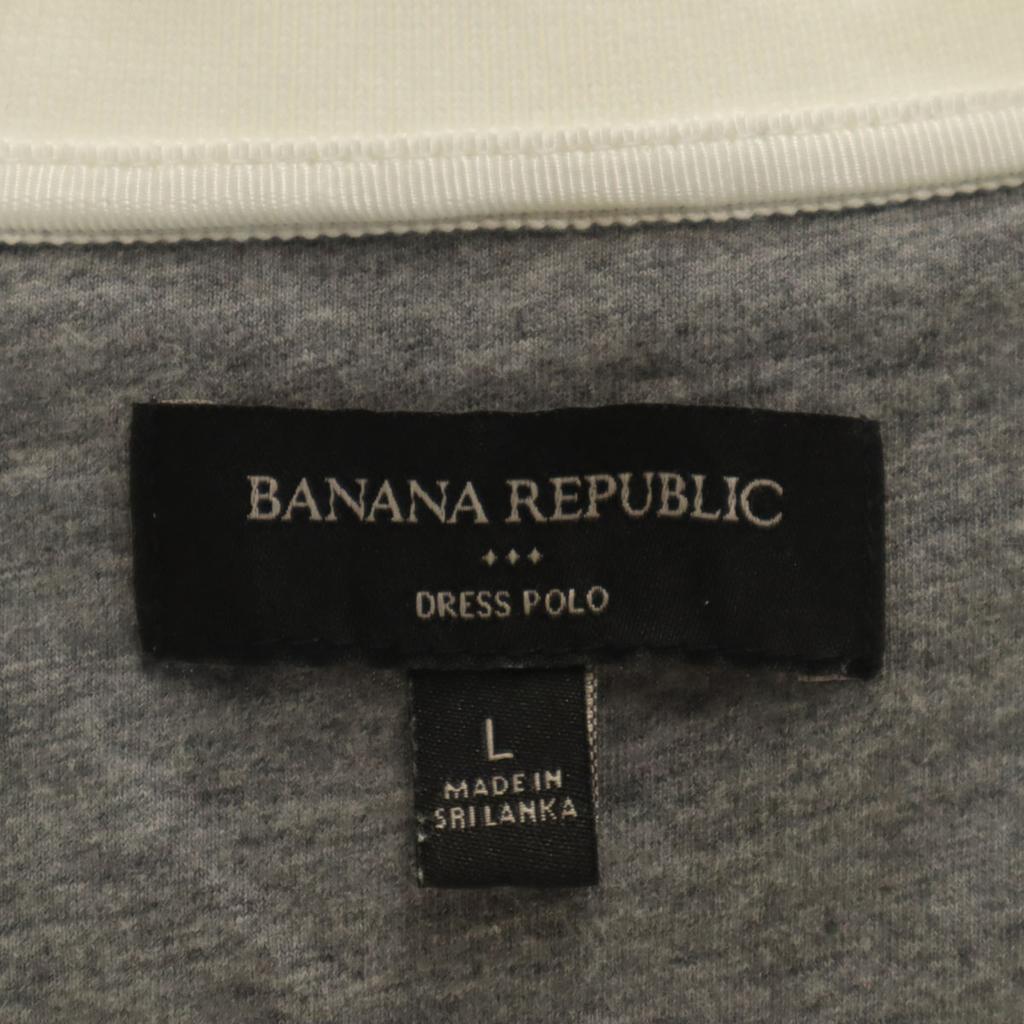 BANANA REPUBLIC
DRESS POLO
L
MADE IN
SRI LANKA